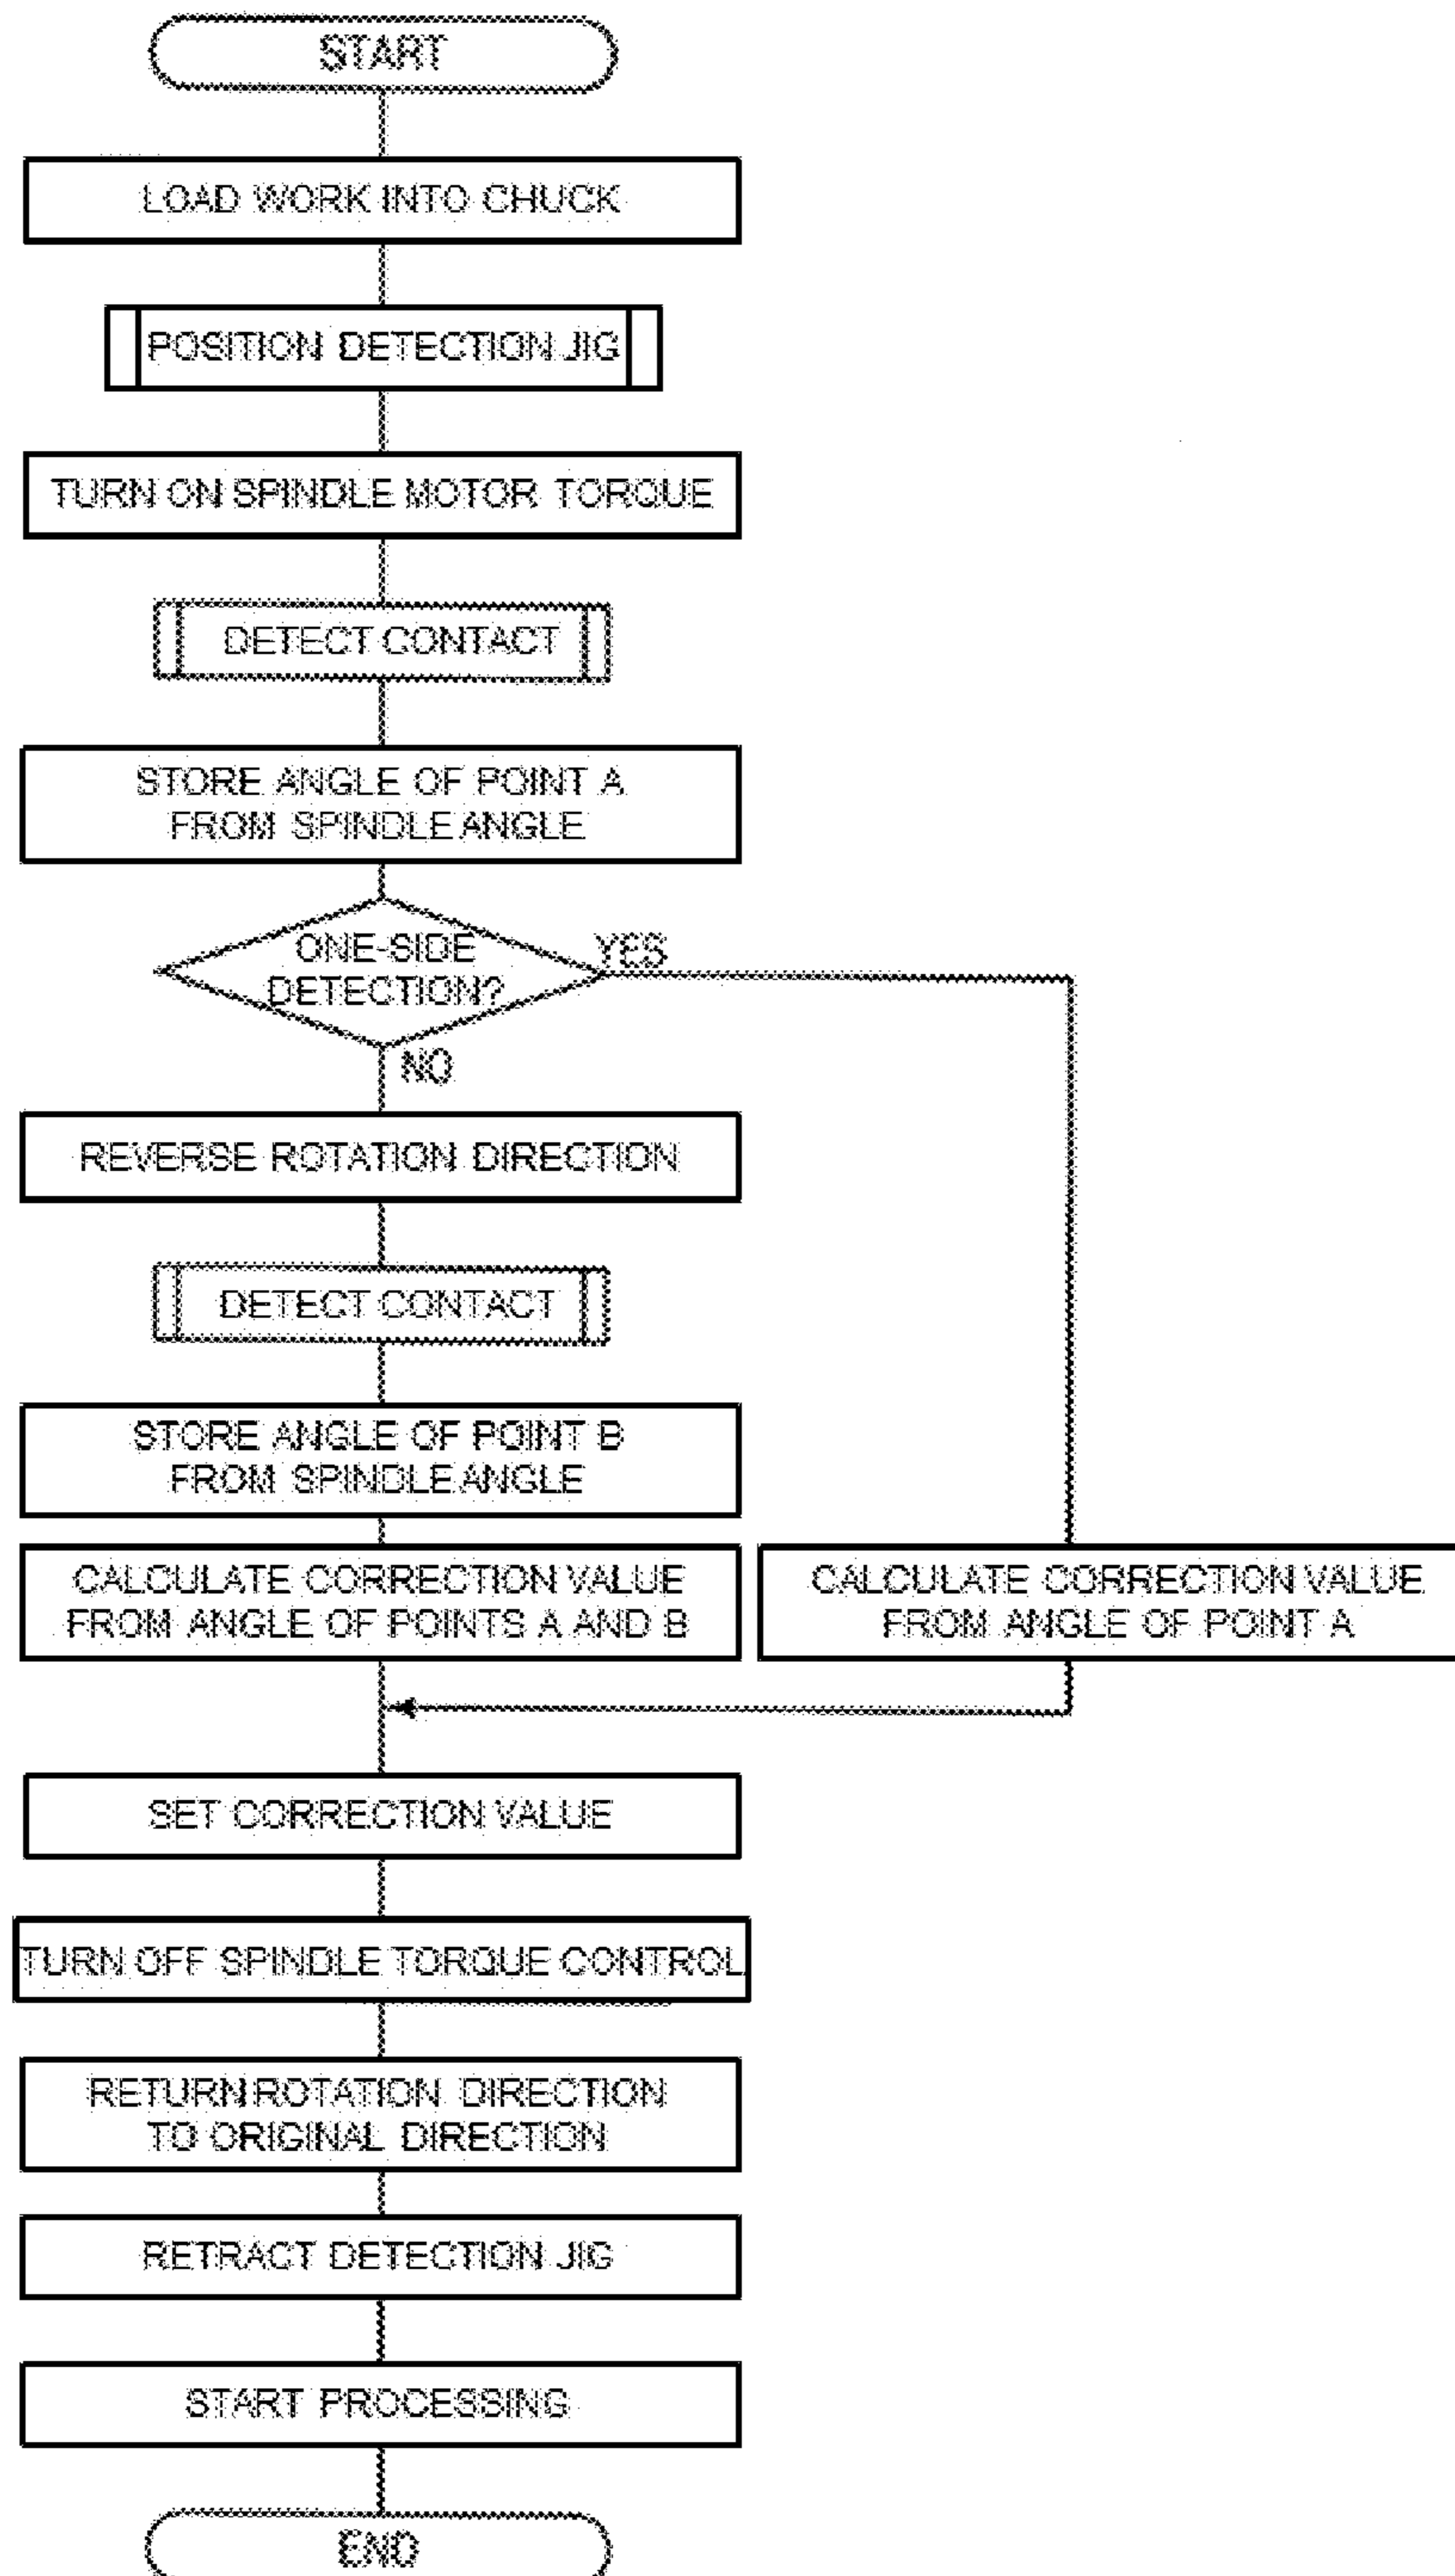 START
LOAD WORK INTO CHUCK
POSITION DETECTION JIG
TURN ON SPINDLE MOTOR TORQUE
DETECT CONTACT
STORE ANGLE OF POINT A
FROM SPINDLE ANGLE
ONE-SIDE
DETECTION?
YES
NO
REVERSE ROTATION DIRECTION
DETECT CONTACT
STORE ANGLE OF POINT B
FROM SPINDLE ANGLE
CALCULATE CORRECTION VALUE
FROM ANGLE OF POINTS A AND B
CALCULATE CORRECTION VALUE
FROM ANGLE OF POINT A
SET CORRECTION VALUE
TURN OFF SPINDLE TORQUE CONTROL
RETURN ROTATION DIRECTION
TO ORIGINAL DIRECTION
RETRACT DETECTION JIG
START PROCESSING
END